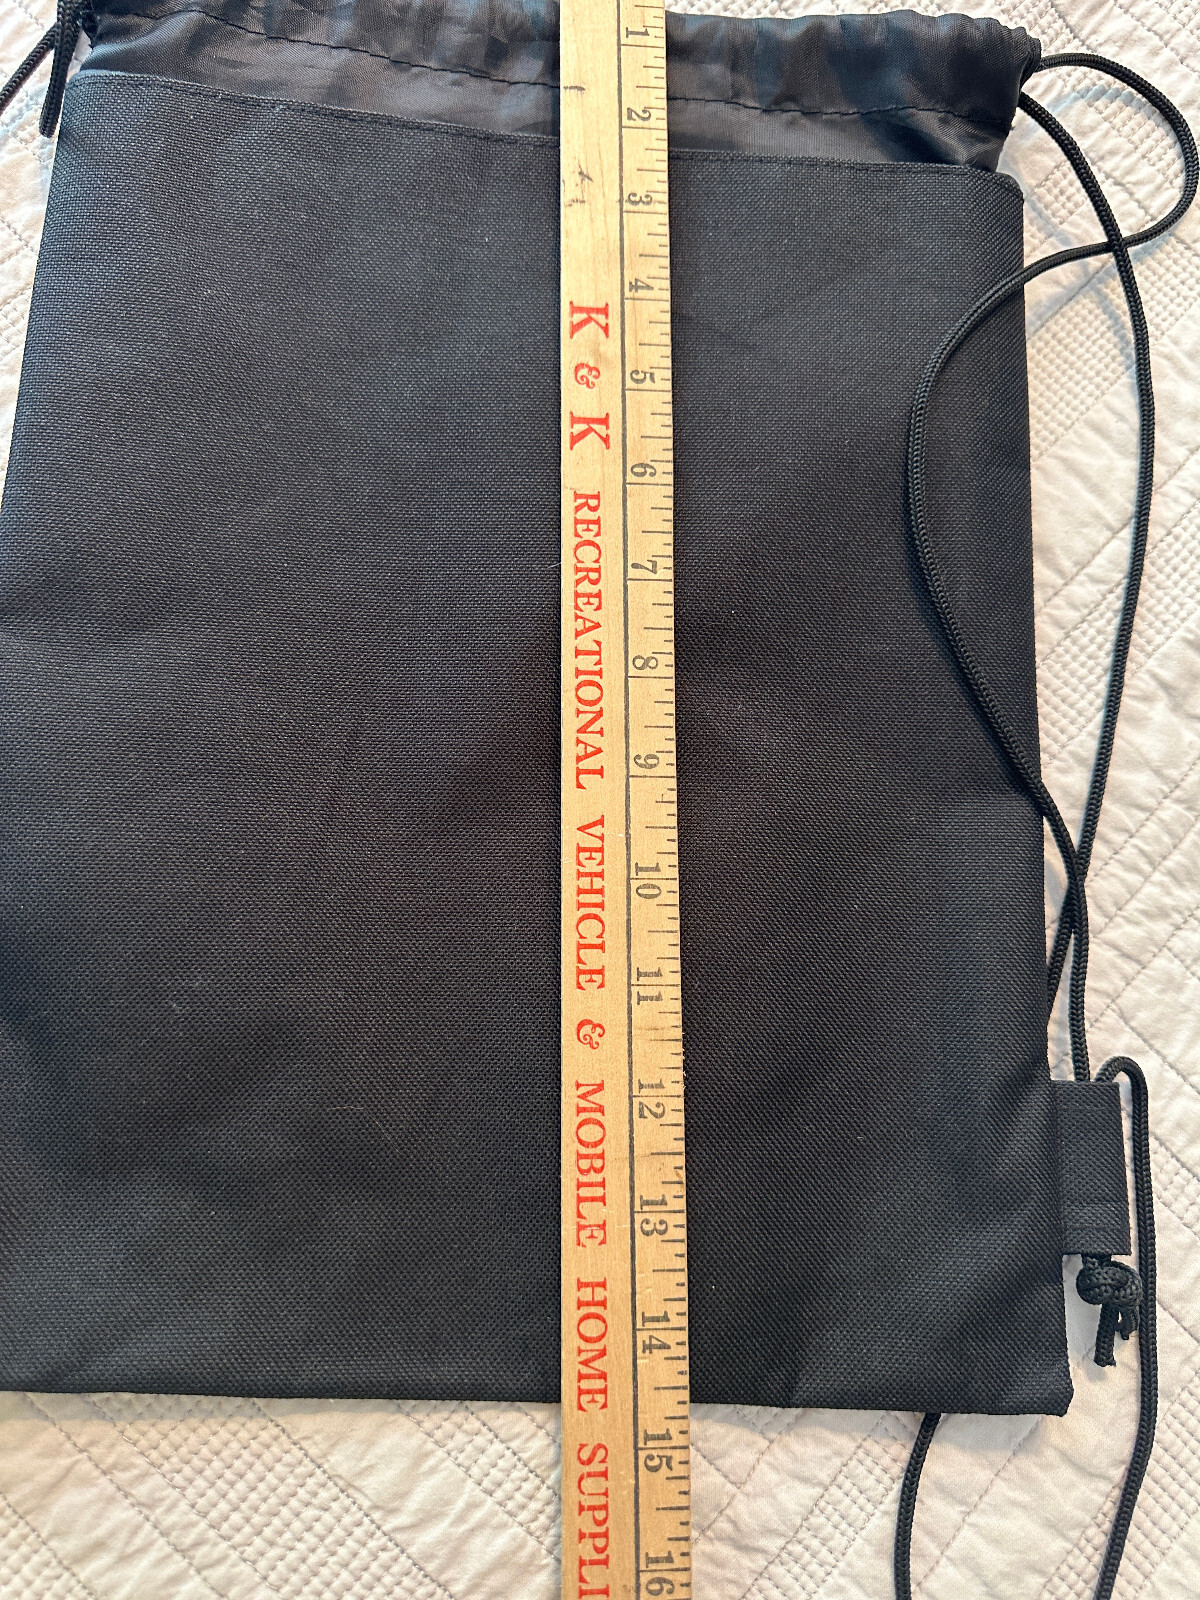 K & K RECREATIONAL VEHICLE & MOBILE HOME SUPPLI
1 2 3 4 5 6 7 8 9 10 11 12 13 14 15 16